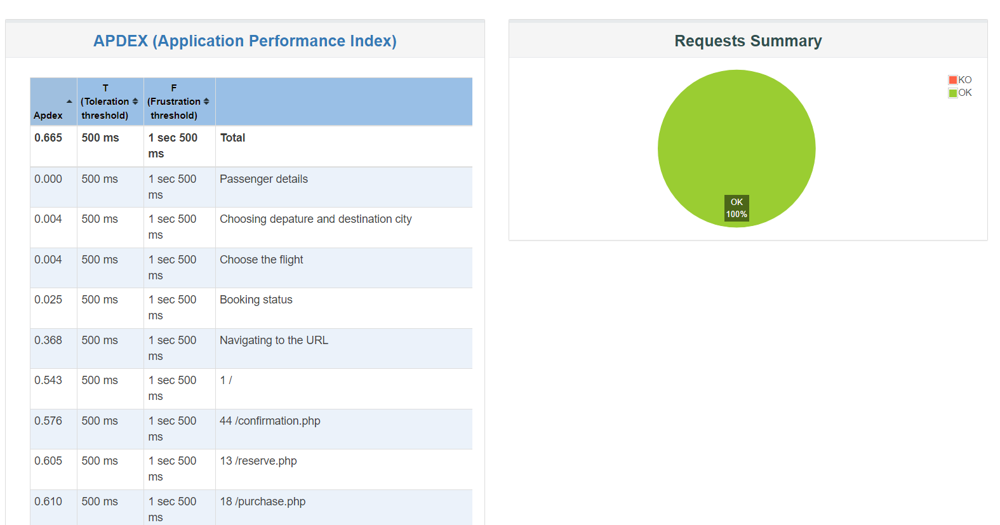 APDEX (Application Performance Index)
Apdex
T
(Toleration
threshold)
F
(Frustration
threshold)
0.665 500 ms 1 sec 500 Total
ms
0.000 500 ms 1 sec 500 Passenger details
ms
0.004 500 ms 1 sec 500 Choosing depature and destination city
ms
0.004 500 ms 1 sec 500 Choose the flight
ms
0.025 500 ms 1 sec 500 Booking status
ms
0.368 500 ms 1 sec 500 Navigating to the URL
ms
0.543 500 ms 1 sec 500 1 /
ms
0.576 500 ms 1 sec 500 44 /confirmation.php
ms
0.605 500 ms 1 sec 500 13 /reserve.php
ms
0.610 500 ms 1 sec 500 18 /purchase.php
ms
Requests Summary
KO
OK
OK
100%